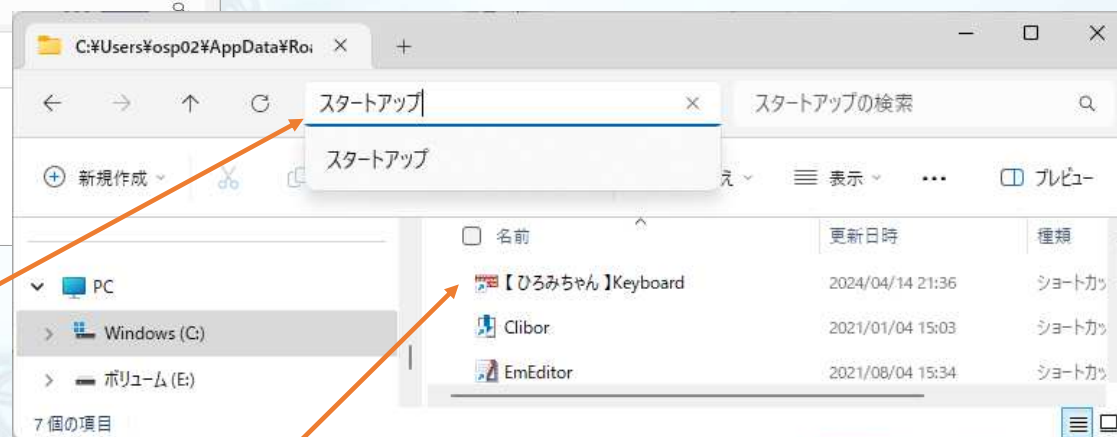 C:¥Users¥osp02¥AppData¥Roa
スタートアップ
スタートアップの検索
スタートアップ
新規作成
え
表示
プレビュー
名前
更新日時
種類
PC
Windows (C:)
ボリューム (E:)
【 ひろみちゃん 】Keyboard
2024/04/14 21:36
ショートカッ
Clibor
2021/01/04 15:03
ショートカッ
EmEditor
2021/08/04 15:34
ショートカッ
7 個の項目